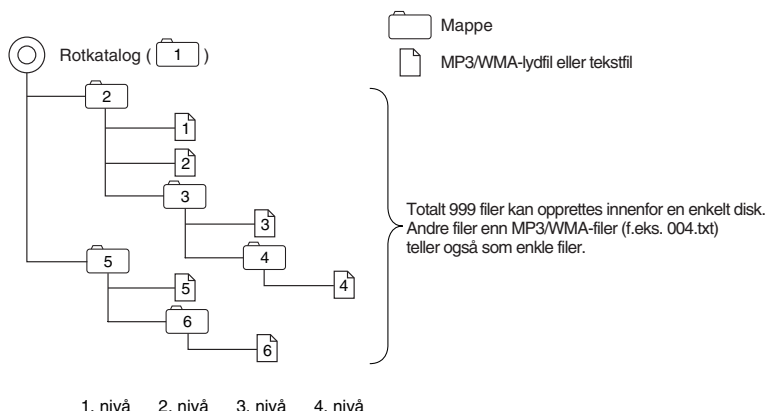 Rotkatalog ( 1 )
Mappe
MP3/WMA-lydfil eller tekstfil
2
1
2
3
3
4
4
5
5
6
6
Totalt 999 filer kan opprettes innenfor en enkelt disk.
Andre filer enn MP3/WMA-filer (f.eks. 004.txt)
teller også som enkle filer.
1. nivå 2. nivå 3. nivå 4. nivå